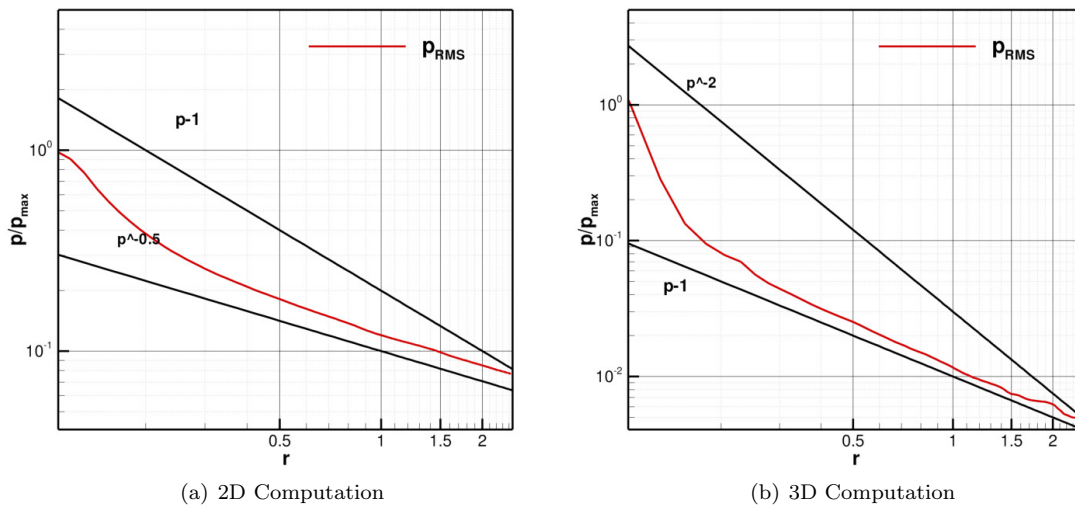 p_RMS
p-1
10^0
p/p_max
p^-0.5
10^-1
0.5 1 1.5 2
r
(a) 2D Computation
p_RMS
p^-2
10^0
p/p_max
10^-1
p-1
10^-2
0.5 1 1.5 2
r
(b) 3D Computation